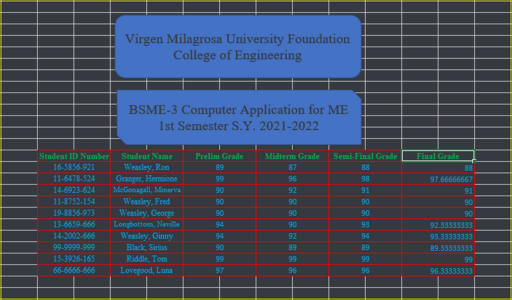 Virgen Milagrosa University Foundation
College of Engineering
BSME-3 Computer Application for ME
1st Semester S.Y. 2021-2022
Student ID Number Student Name Prelim Grade Midterm Grade Semi-Final Grade Final Grade
16-5856-921 Weasley, Ron 89 87 88 88
11-6478-524 Granger, Hermione 99 96 98 97.66666667
14-6923-624 McGonagall, Minerva 90 92 91 91
11-8752-154 Weasley, Fred 90 90 90 90
19-8856-973 Weasley, George 90 90 90 90
13-6659-666 Longbottom, Neville 94 90 93 92.33333333
14-2002-666 Weasley, Ginny 94 92 94 93.33333333
99-9999-999 Black, Sirius 90 89 89 89.33333333
15-3926-165 Riddle, Tom 99 99 99 99
66-6666-666 Lovegood, Luna 97 96 96 96.33333333